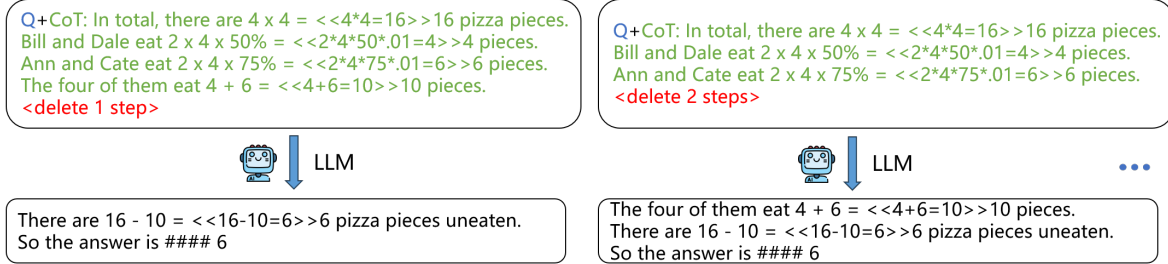 Q+CoT: In total, there are 4 x 4 = <<4*4=16>>16 pizza pieces.
Bill and Dale eat 2 x 4 x 50% = <<2*4*50*.01=4>>4 pieces.
Ann and Cate eat 2 x 4 x 75% = <<2*4*75*.01=6>>6 pieces.
The four of them eat 4 + 6 = <<4+6=10>>10 pieces.
<delete 1 step>
LLM
There are 16 - 10 = <<16-10=6>>6 pizza pieces uneaten.
So the answer is #### 6
Q+CoT: In total, there are 4 x 4 = <<4*4=16>>16 pizza pieces.
Bill and Dale eat 2 x 4 x 50% = <<2*4*50*.01=4>>4 pieces.
Ann and Cate eat 2 x 4 x 75% = <<2*4*75*.01=6>>6 pieces.
<delete 2 steps>
LLM
...
The four of them eat 4 + 6 = <<4+6=10>>10 pieces.
There are 16 - 10 = <<16-10=6>>6 pizza pieces uneaten.
So the answer is #### 6